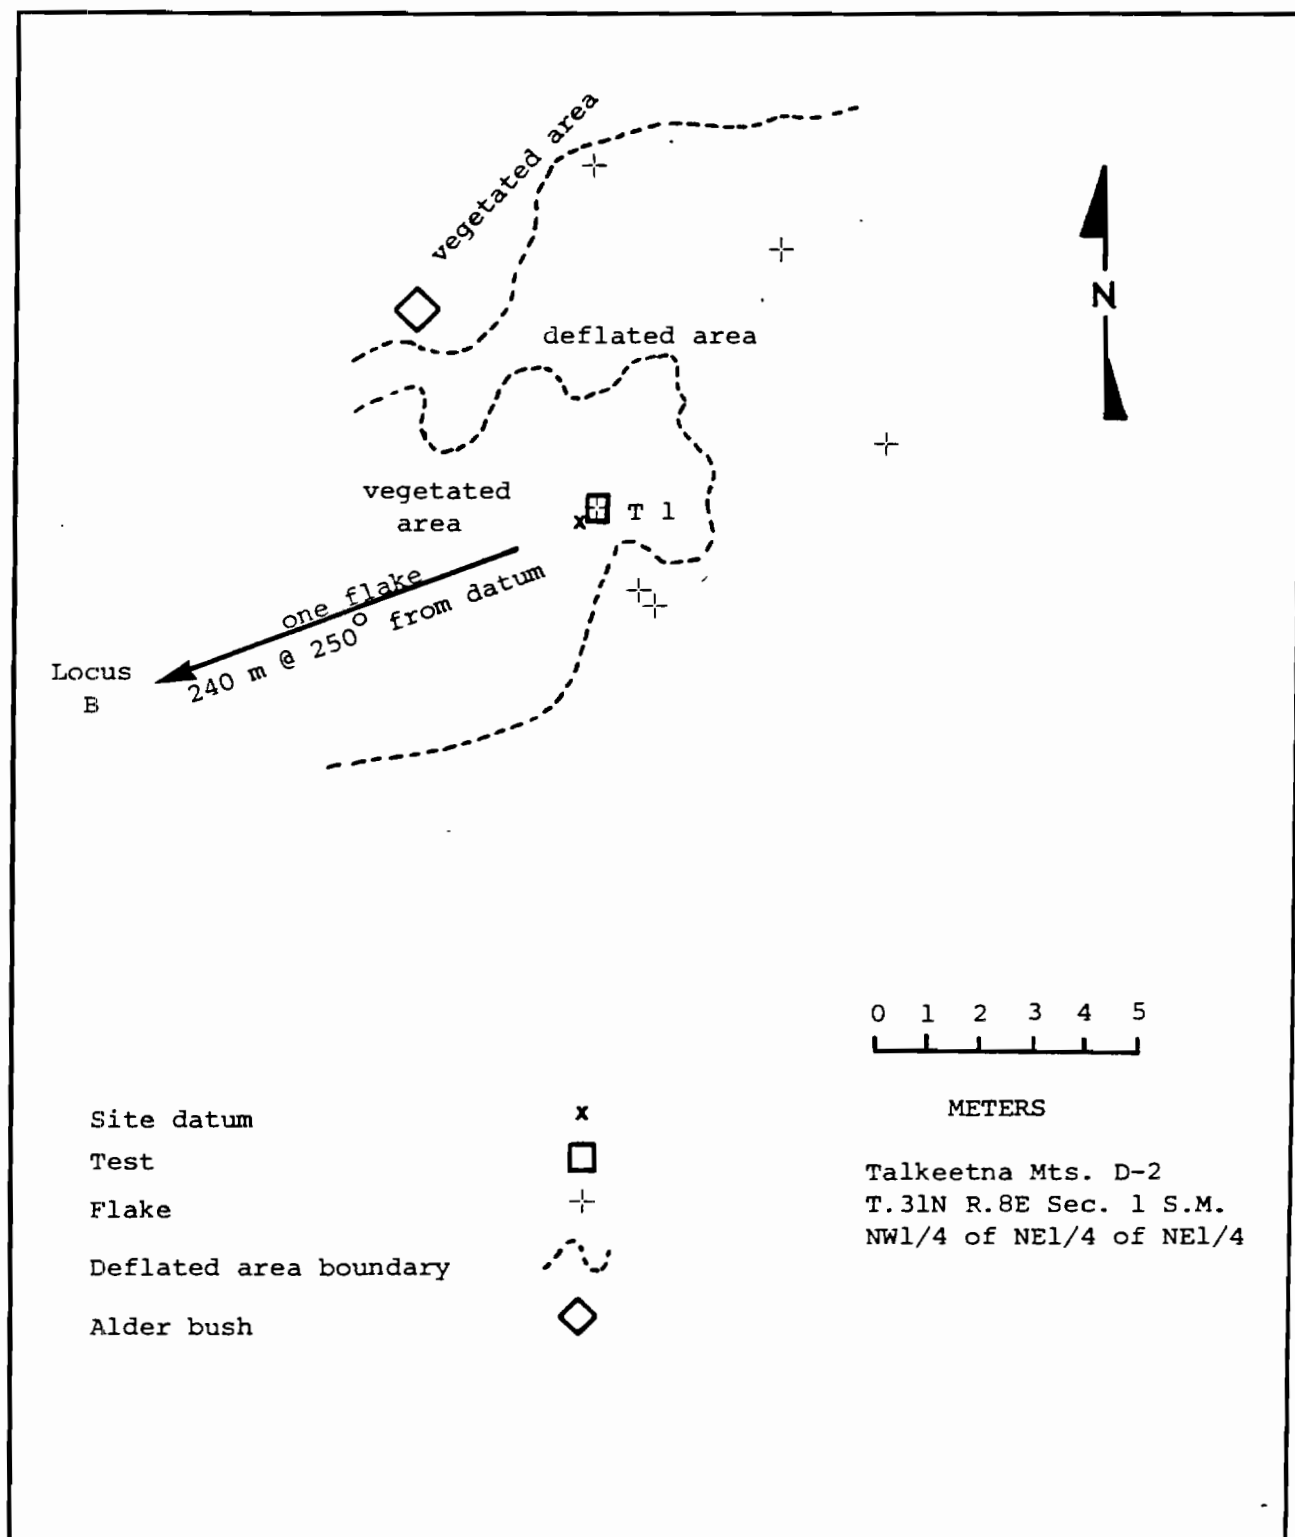 vegetated area
deflated area
N
vegetated
area
T 1
one flake
240 m @ 250° from datum
Locus
B
0 1 2 3 4 5
METERS
Site datum x
Test
Flake
Deflated area boundary
Alder bush
Talkeetna Mts. D-2
T.31N R.8E Sec. 1 S.M.
NW1/4 of NE1/4 of NE1/4